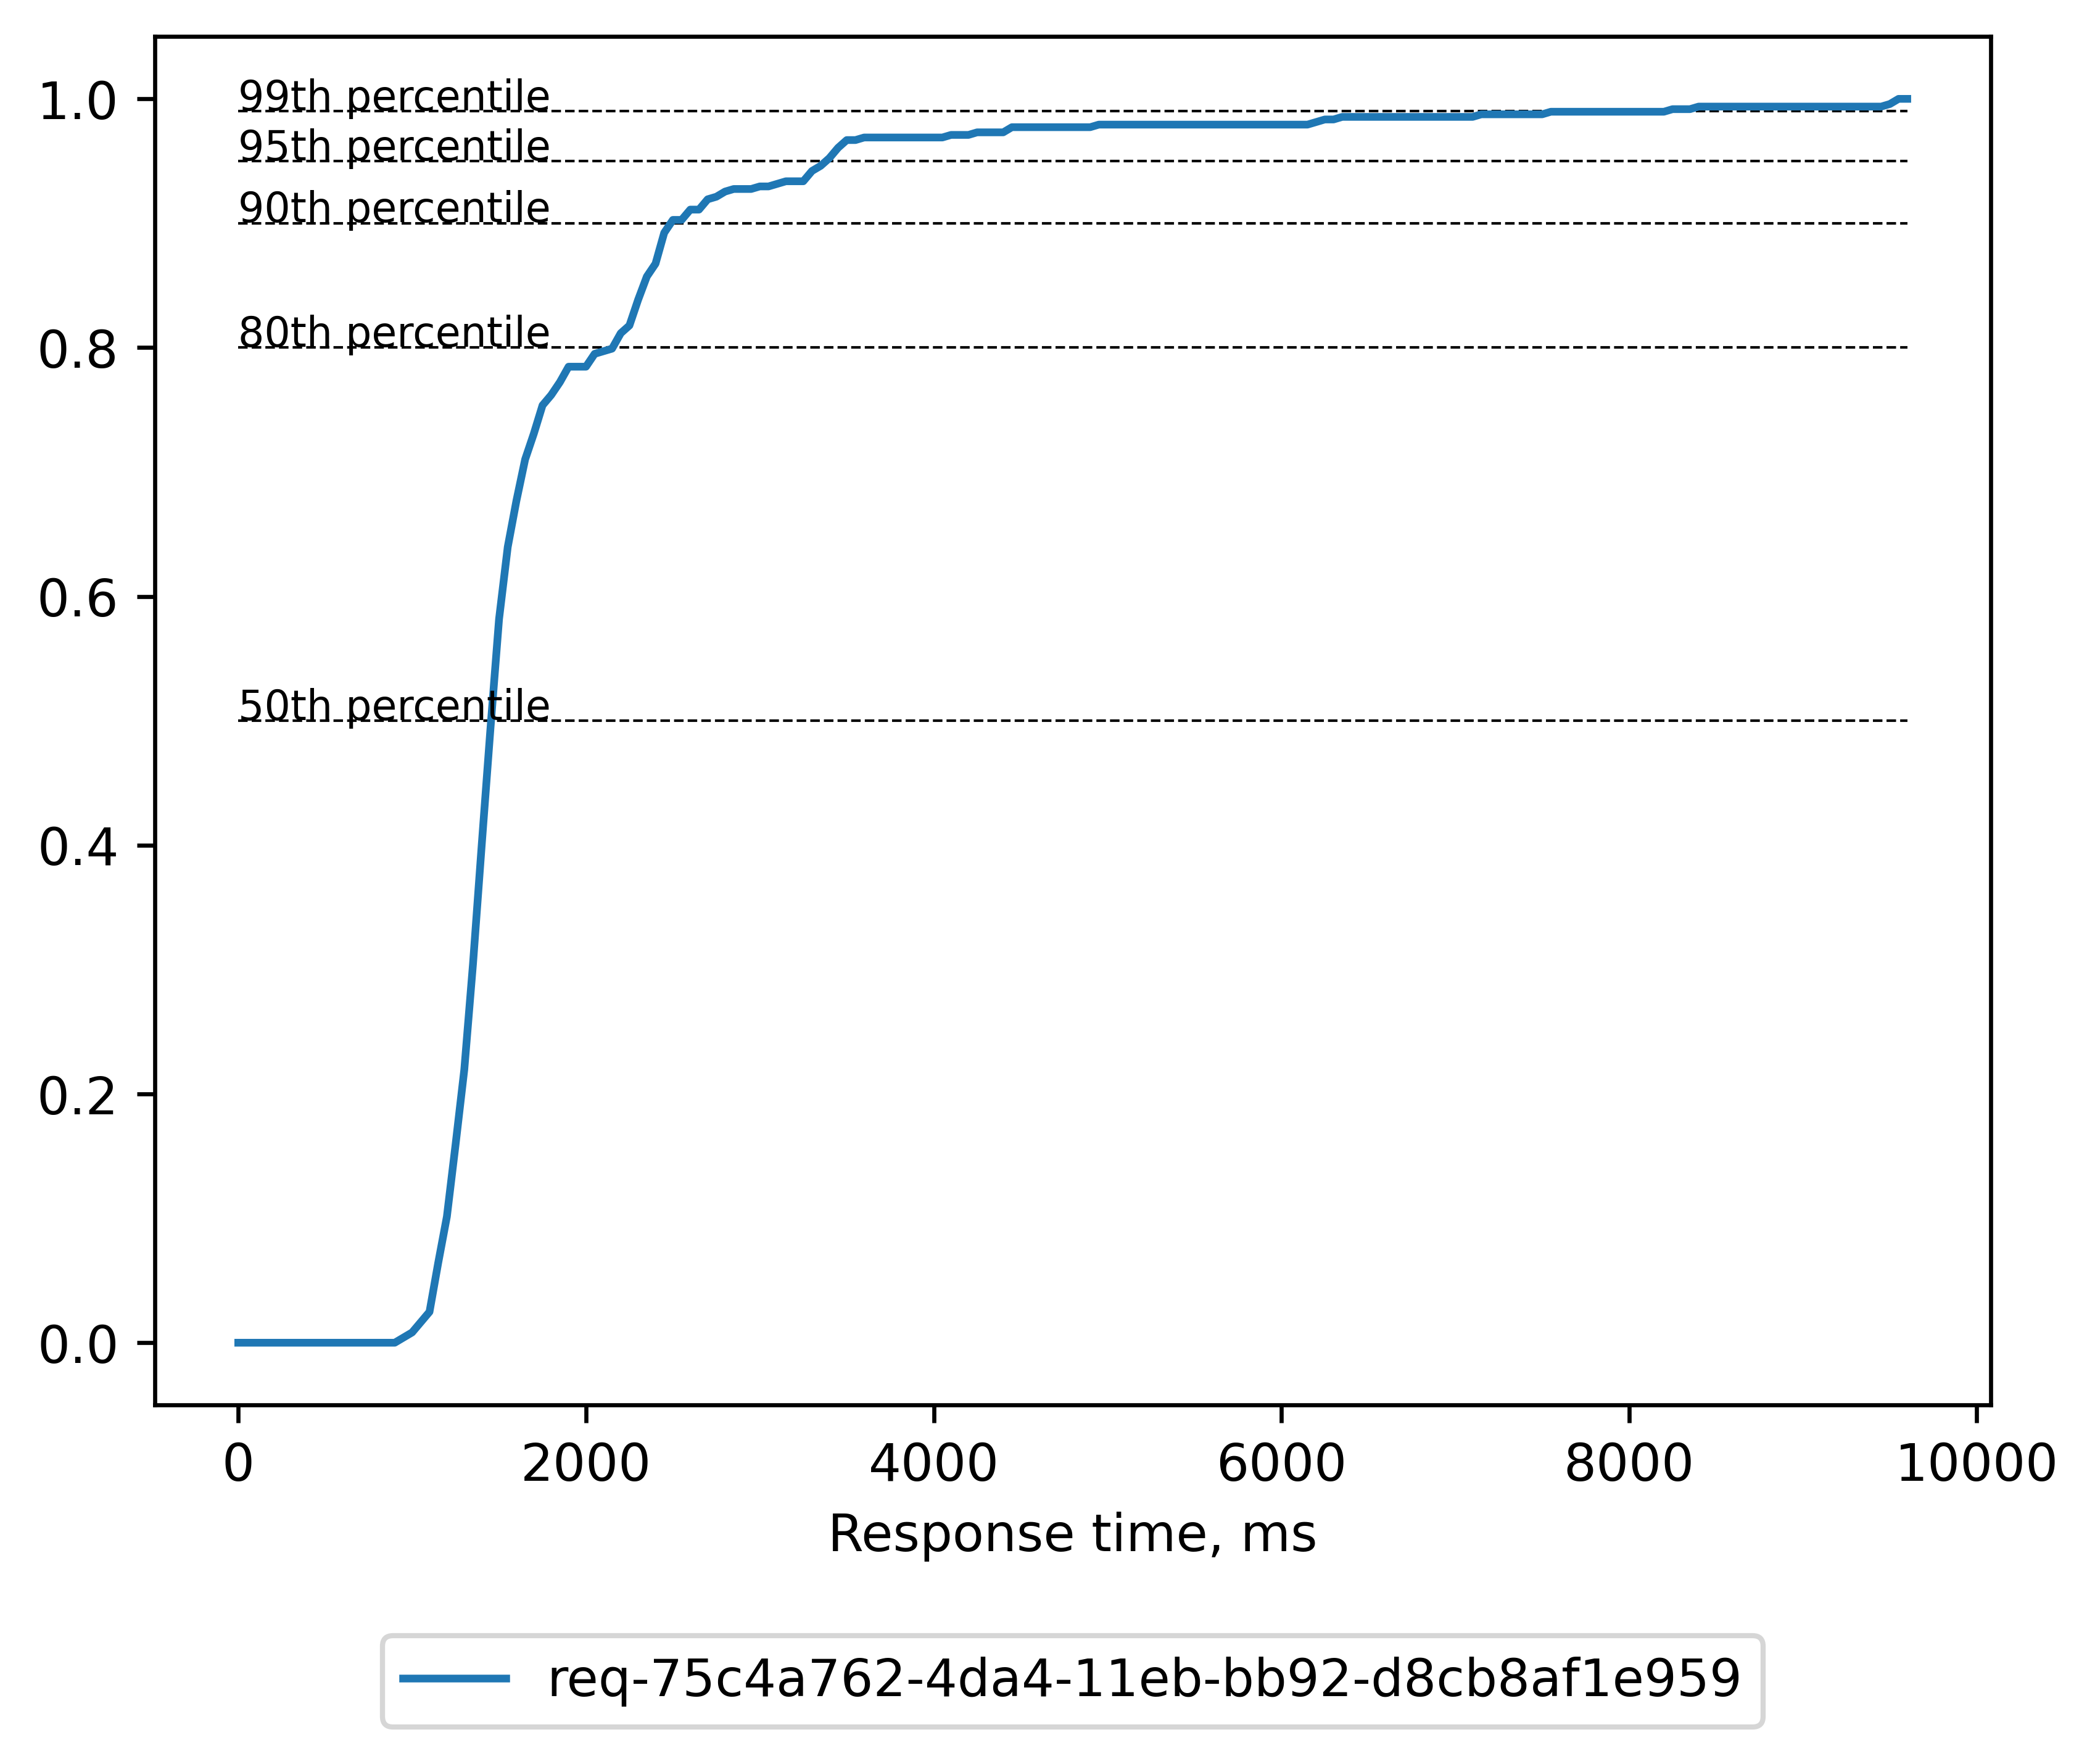 1.0
0.8
0.6
0.4
0.2
0.0
99th percentile
95th percentile
90th percentile
80th percentile
50th percentile
0 2000 4000 6000 8000 10000
Response time, ms
req-75c4a762-4da4-11eb-bb92-d8cb8af1e959